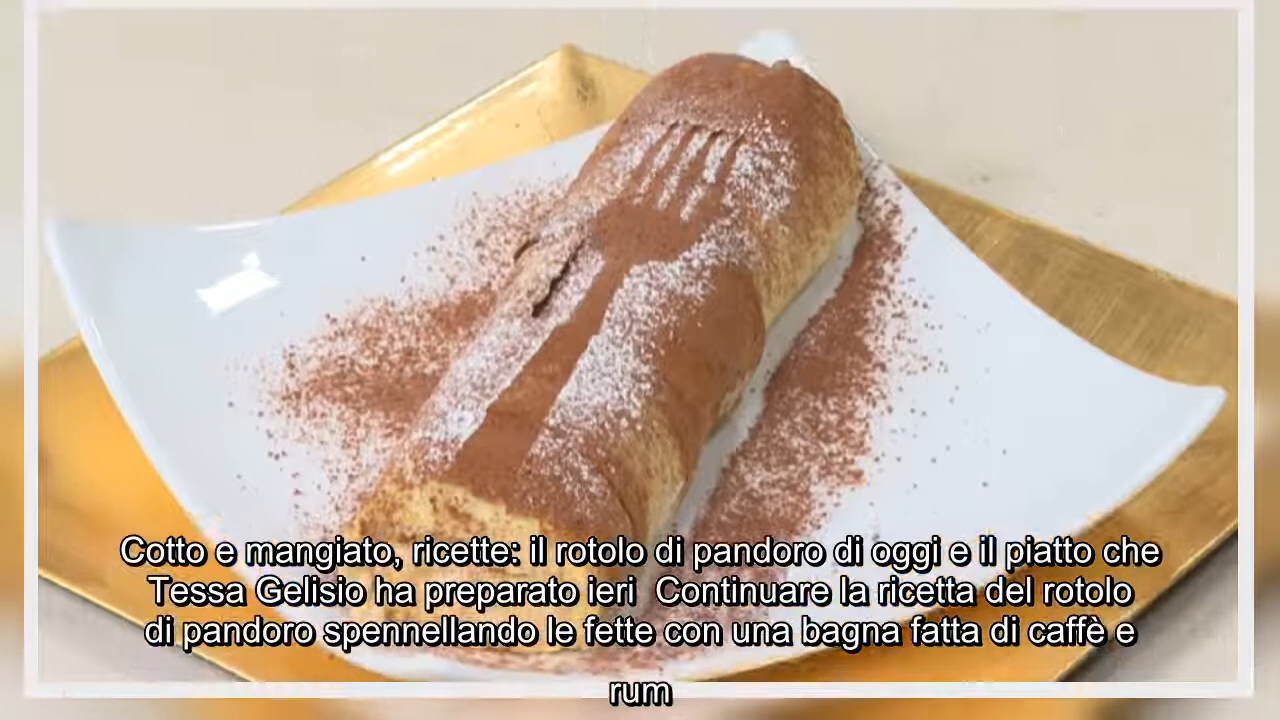 Cotto e mangiato, ricette: il rotolo di pandoro di oggi e il piatto che
Tessa Gelisio ha preparato ieri  Continuare la ricetta del rotolo
di pandoro spennellando le fette con una bagna fatta di caffè e
rum